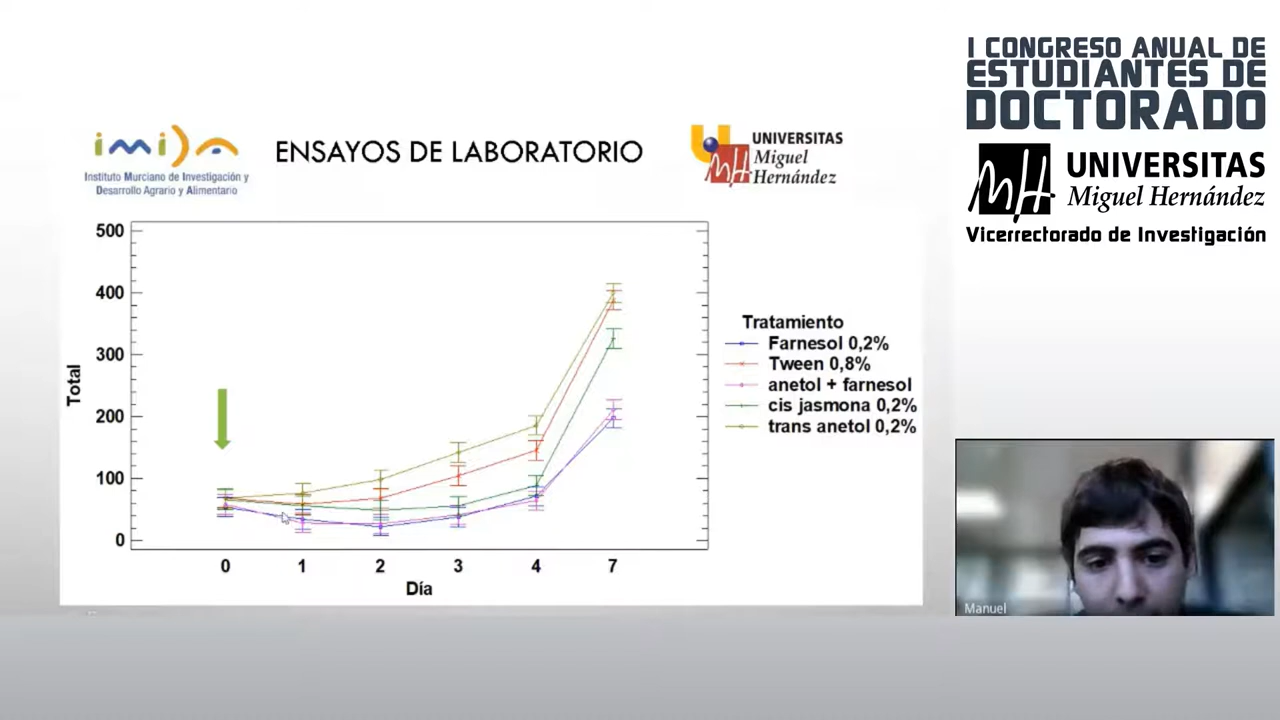 I CONGRESO ANUAL DE
ESTUDIANTES DE
DOCTORADO
UNIVERSITAS
Miguel Hernández
Vicerrectorado de Investigación
imida
Instituto Murciano de Investigación y
Desarrollo Agrario y Alimentario
ENSAYOS DE LABORATORIO
UNIVERSITAS
Miguel
Hernández
500
400
300
200
100
0
Total
0 1 2 3 4 7
Día
Tratamiento
Farnesol 0,2%
Tween 0,8%
anetol + farnesol
cis jasmona 0,2%
trans anetol 0,2%
Manuel